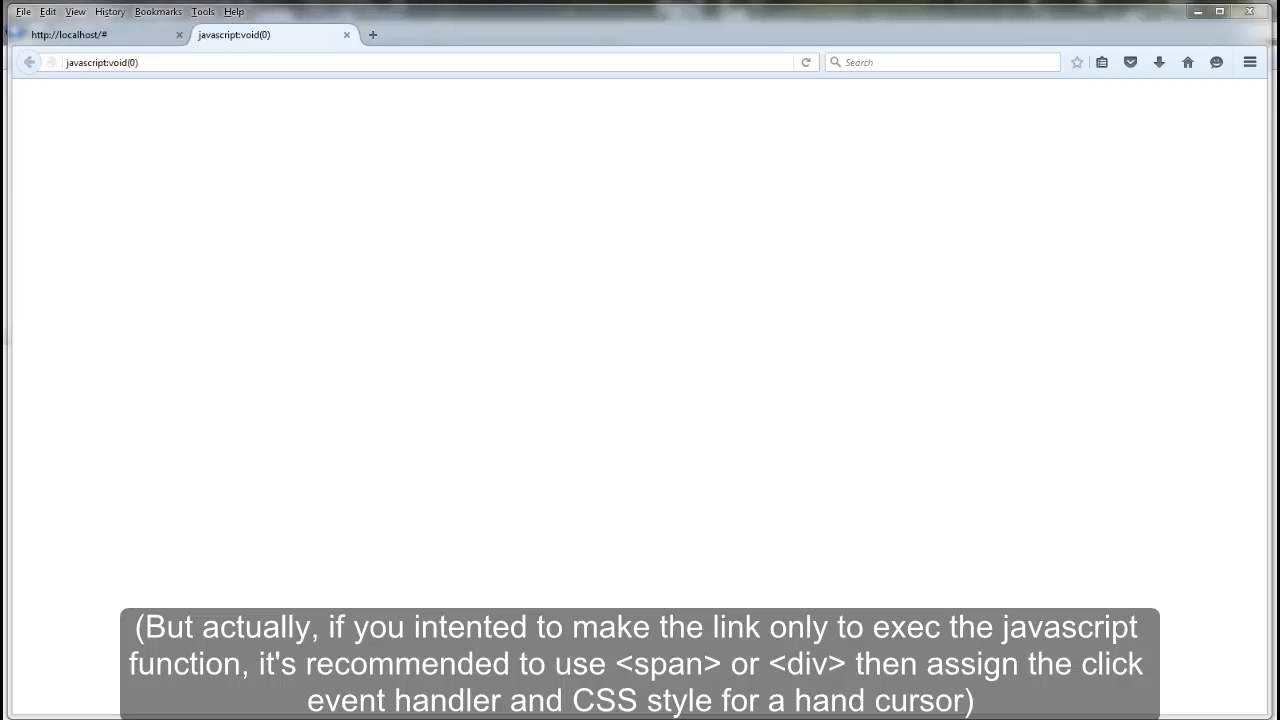 File Edit View History Bookmarks Tools Help
http://localhost/# javascript:void(0)
javascript:void(0) Search
(But actually, if you intented to make the link only to exec the javascript
function, it's recommended to use <span> or <div> then assign the click
event handler and CSS style for a hand cursor)